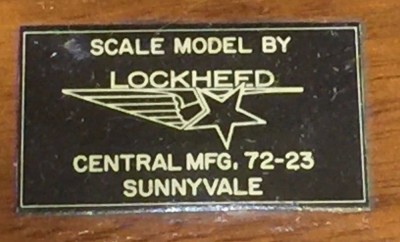 SCALE MODEL BY
LOCKHEED
CENTRAL MFG. 72-23
SUNNYVALE